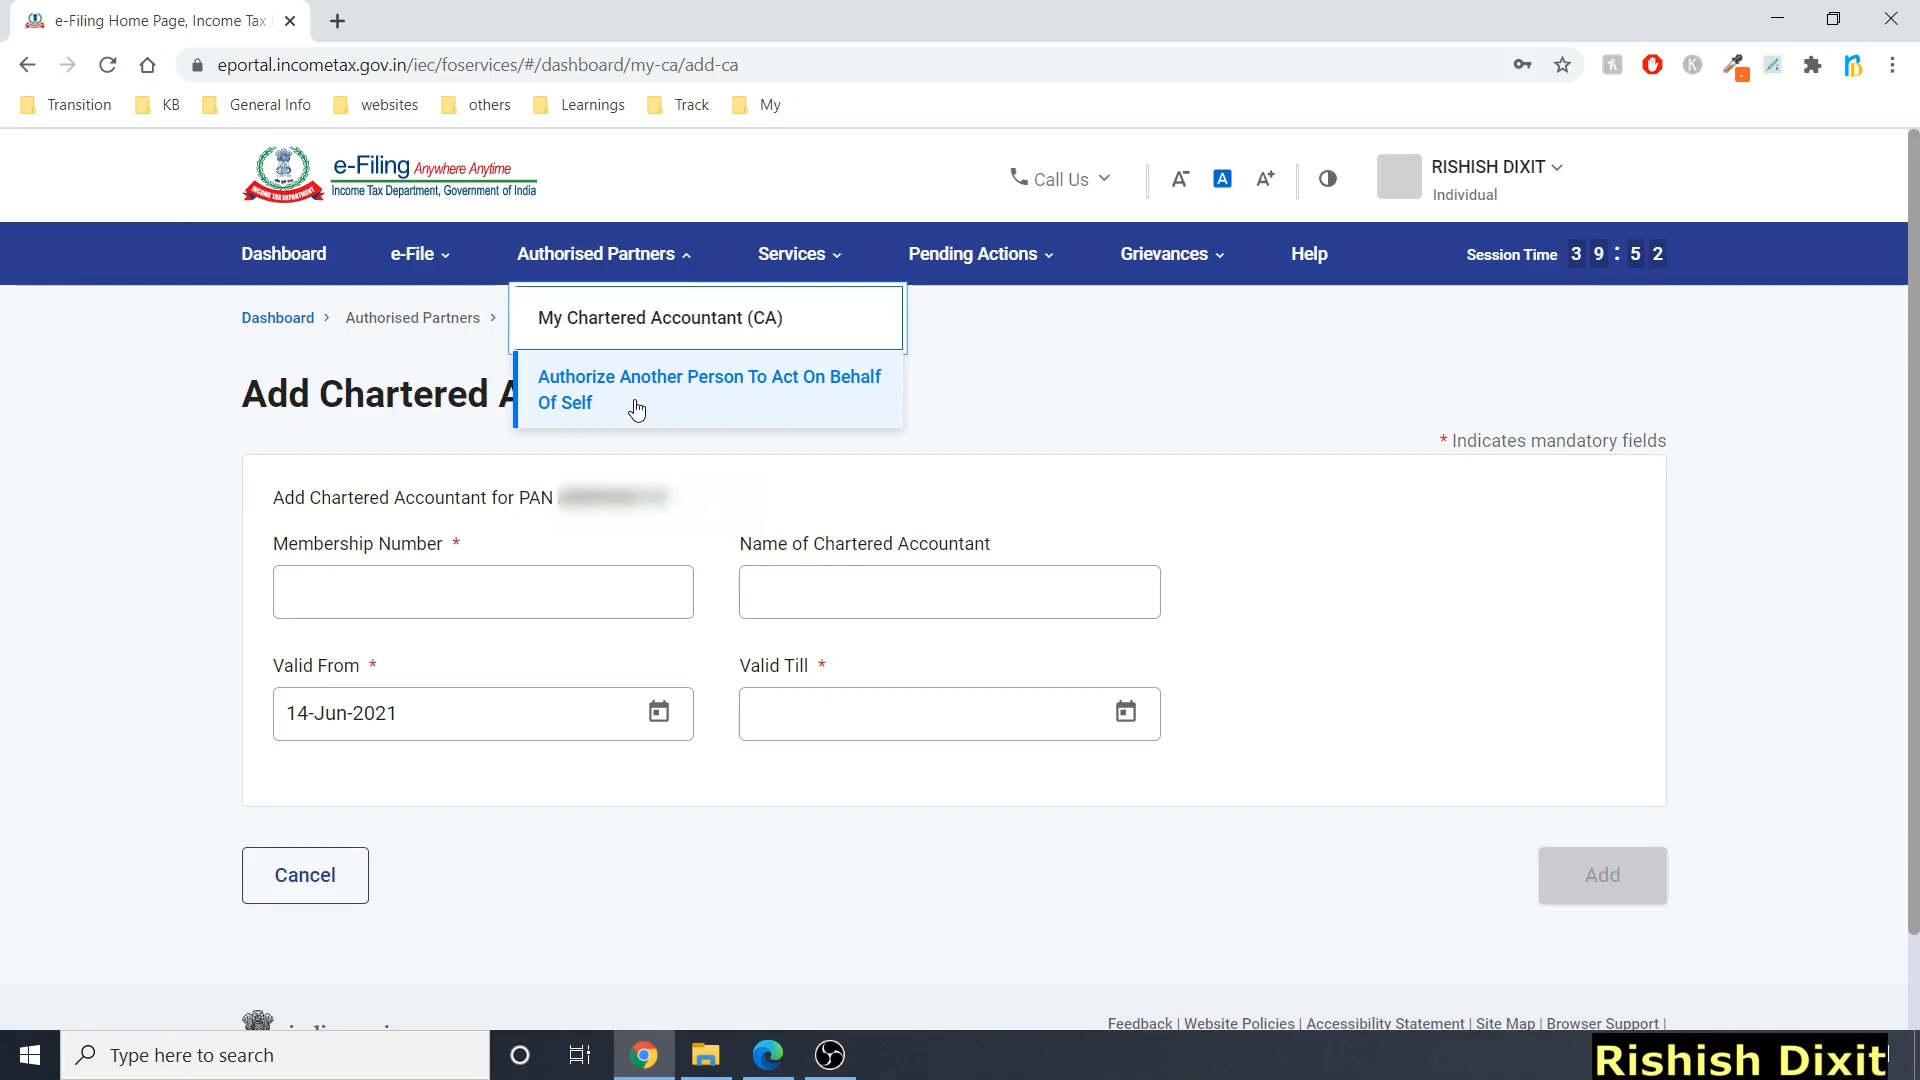 e-Filing Home Page, Income Tax
eportal.incometax.gov.in/iec/foservices/#/dashboard/my-ca/add-ca
Transition KB General Info websites others Learnings Track My
e-Filing Anywhere Anytime
Income Tax Department, Government of India
INCOME TAX DEPARTMENT
Call Us
A- A A+
RISHISH DIXIT
Individual
Dashboard e-File Authorised Partners Services Pending Actions Grievances Help Session Time 3 9 : 5 2
Dashboard > Authorised Partners >
My Chartered Accountant (CA)
Authorize Another Person To Act On Behalf
Of Self
Add Chartered A
* Indicates mandatory fields
Add Chartered Accountant for PAN
Membership Number *
Name of Chartered Accountant
Valid From *
Valid Till *
14-Jun-2021
Cancel
Add
Feedback | Website Policies | Accessibility Statement | Site Map | Browser Support |
Type here to search
Rishish Dixit